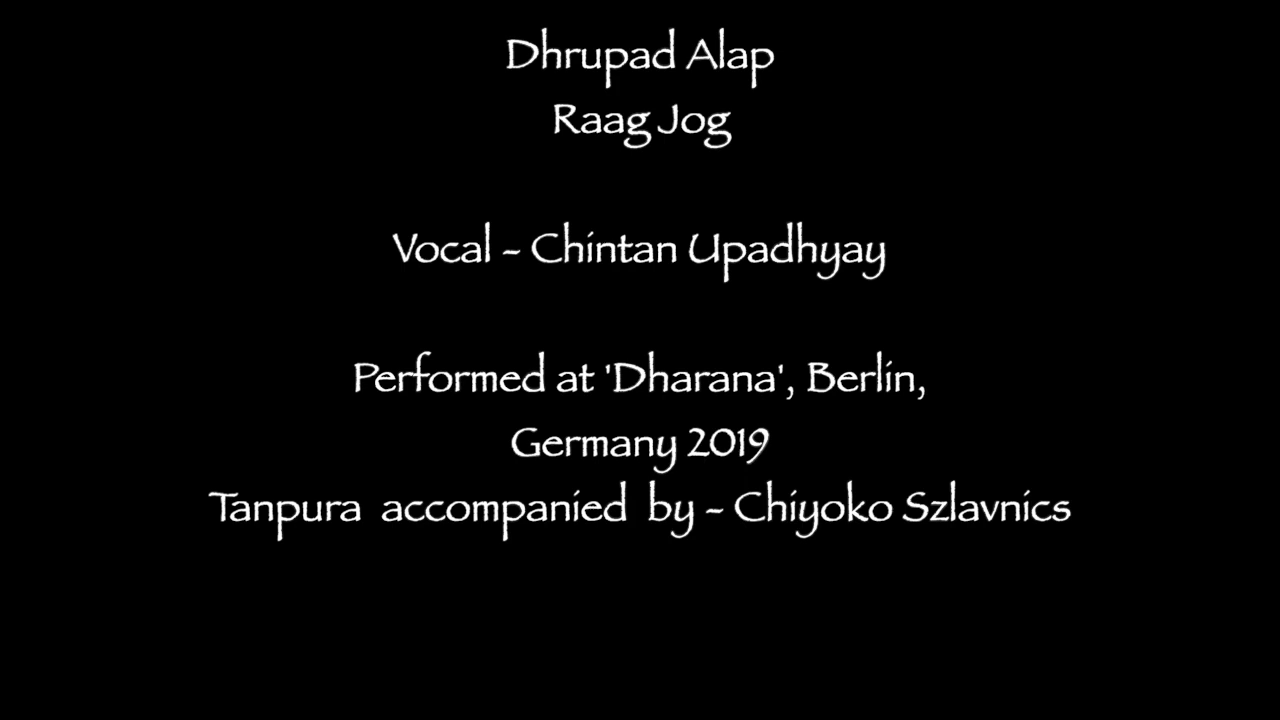 Dhrupad Alap
Raag Jog
Vocal - Chintan Upadhyay
Performed at 'Dharana', Berlin,
Germany 2019
Tanpura accompanied by - Chiyoko Szlavnics